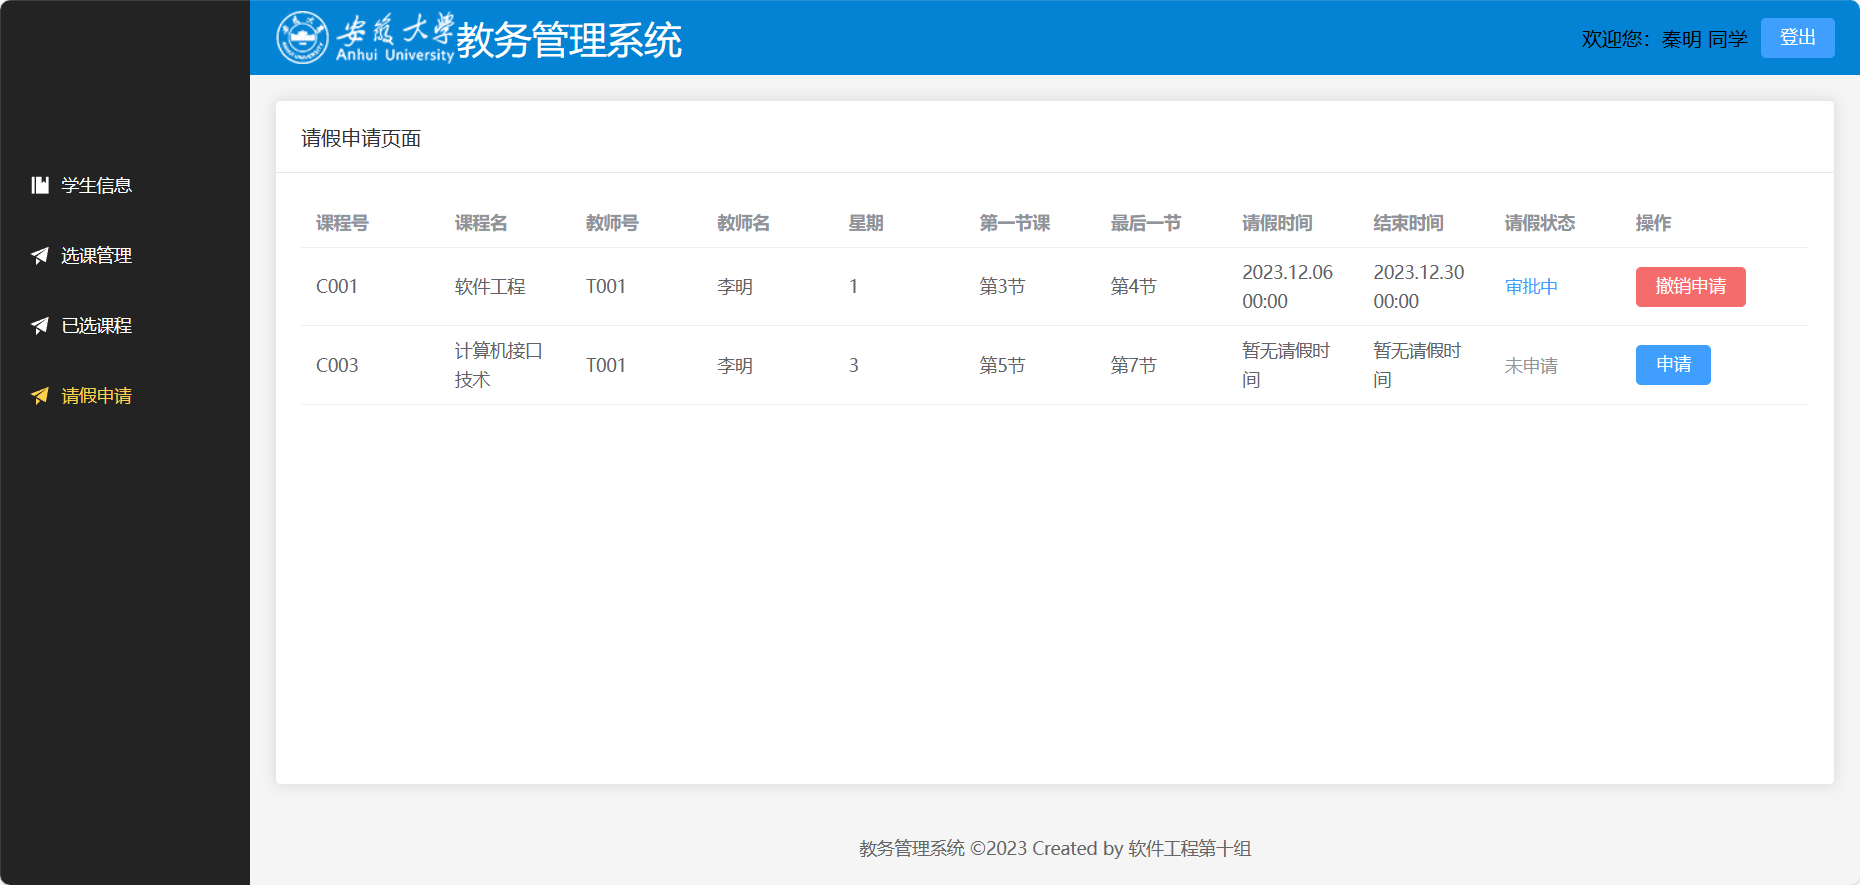 安徽大学
Anhui University
教务管理系统
欢迎您：秦明 同学
登出
学生信息
选课管理
已选课程
请假申请
请假申请页面
课程号 课程名 教师号 教师名 星期 第一节课 最后一节 请假时间 结束时间 请假状态 操作
C001 软件工程 T001 李明 1 第3节 第4节 2023.12.06 00:00 2023.12.30 00:00 审批中 撤销申请
C003 计算机接口技术 T001 李明 3 第5节 第7节 暂无请假时间 暂无请假时间 未申请 申请
教务管理系统 ©2023 Created by 软件工程第十组